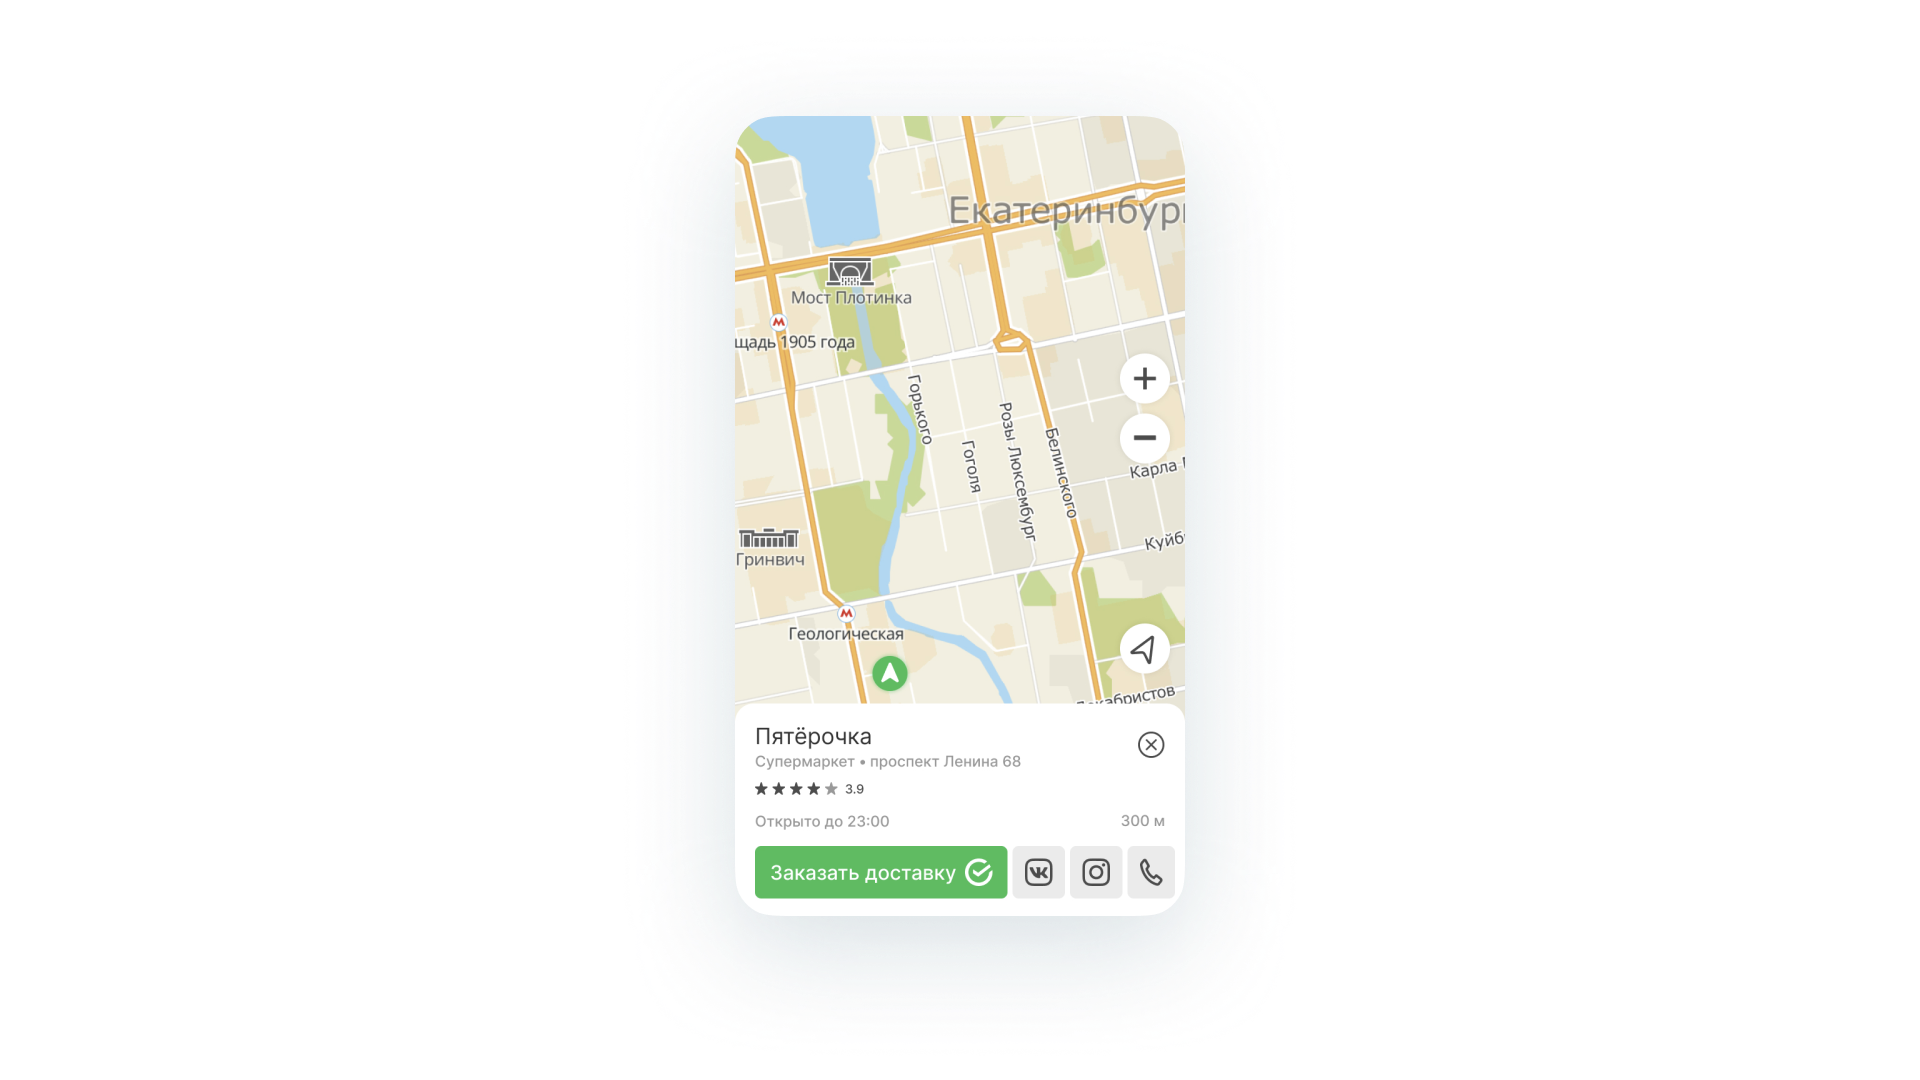 Екатеринбург
Мост Плотинка
щадь 1905 года
Горького
Розы Люксембург
Белинского
Гоголя
Карла
Куйб
Гринвич
Геологическая
Декабристов
Пятёрочка
Супермаркет • проспект Ленина 68
3.9
Открыто до 23:00
300 м
Заказать доставку